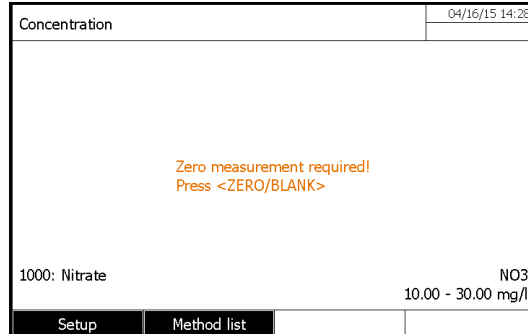 Concentration
04/16/15 14:28
Zero measurement required!
Press <ZERO/BLANK>
1000: Nitrate
NO3
10.00 - 30.00 mg/l
Setup
Method list